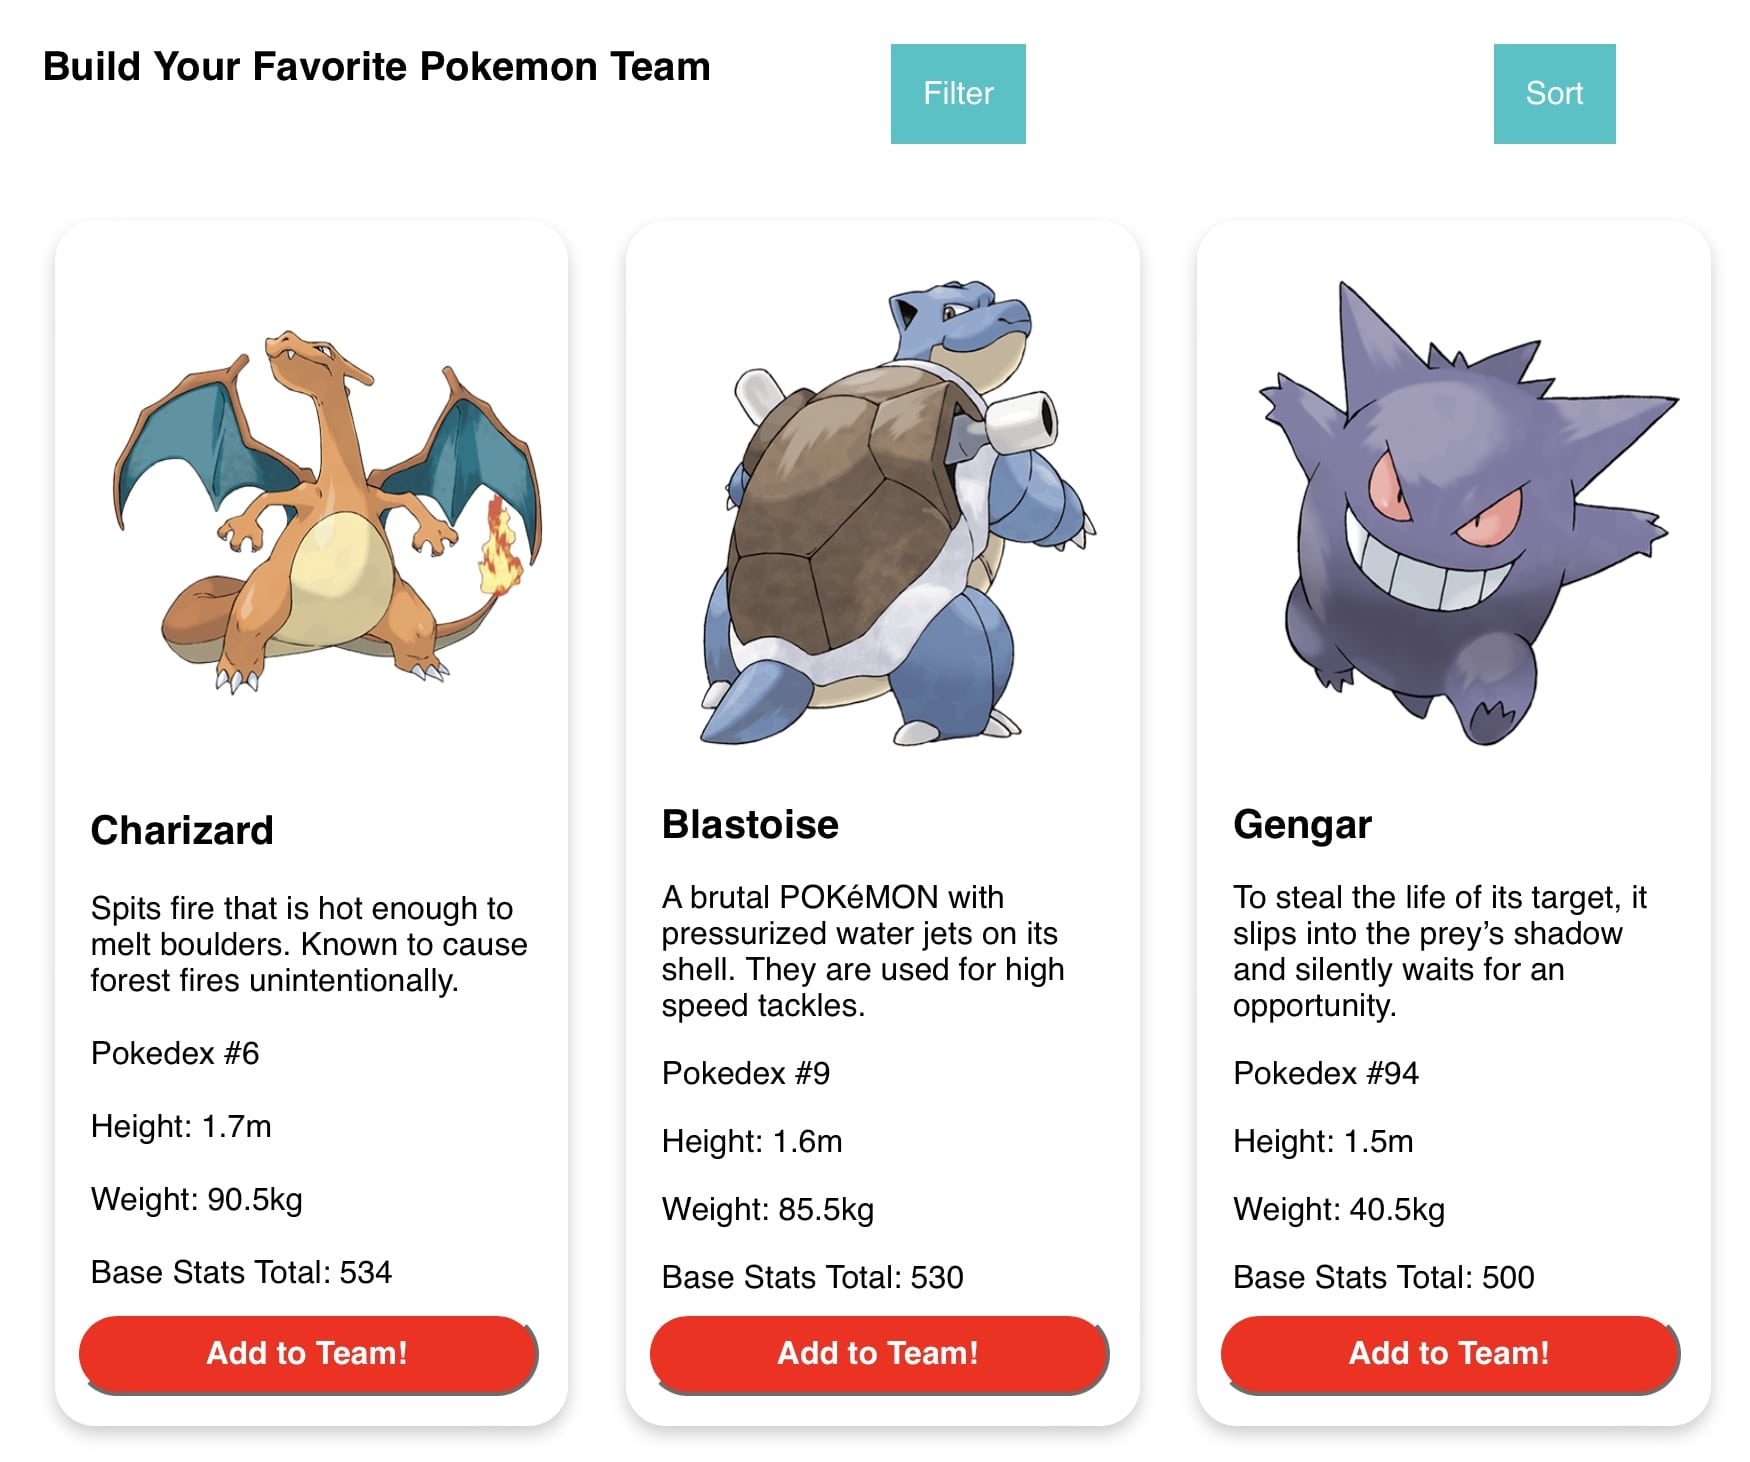 Build Your Favorite Pokemon Team
Filter
Sort
Charizard
Spits fire that is hot enough to
melt boulders. Known to cause
forest fires unintentionally.
Pokedex #6
Height: 1.7m
Weight: 90.5kg
Base Stats Total: 534
Add to Team!
Blastoise
A brutal POKéMON with
pressurized water jets on its
shell. They are used for high
speed tackles.
Pokedex #9
Height: 1.6m
Weight: 85.5kg
Base Stats Total: 530
Add to Team!
Gengar
To steal the life of its target, it
slips into the prey’s shadow
and silently waits for an
opportunity.
Pokedex #94
Height: 1.5m
Weight: 40.5kg
Base Stats Total: 500
Add to Team!